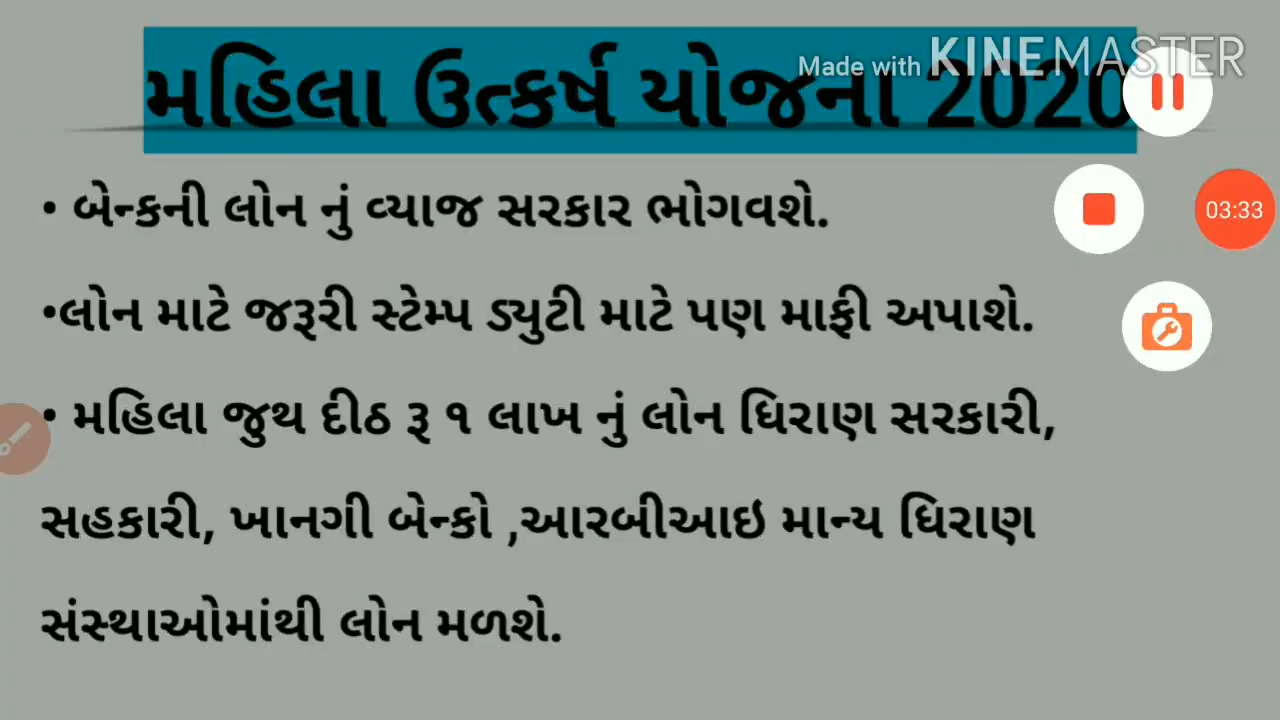 મહિલા ઉત્કર્ષ યોજના 2020
Made with KINEMASTER
• બેન્કની લોન નું વ્યાજ સરકાર ભોગવશે.
03:33
•લોન માટે જરૂરી સ્ટેમ્પ ડ્યુટી માટે પણ માફી અપાશે.
• મહિલા જુથ દીઠ રૂ ૧ લાખ નું લોન ધિરાણ સરકારી,
સહકારી, ખાનગી બેન્કો ,આરબીઆઇ માન્ય ધિરાણ
સંસ્થાઓમાંથી લોન મળશે.